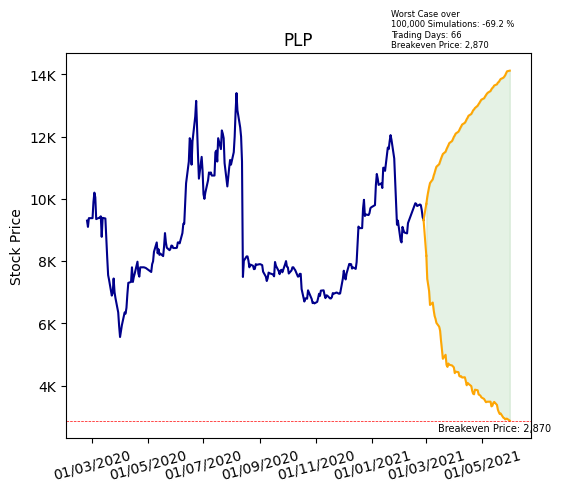 Worst Case over
100,000 Simulations: -69.2 %
Trading Days: 66
Breakeven Price: 2,870
PLP
14K
12K
10K
8K
6K
4K
Stock Price
Breakeven Price: 2,870
01/03/2020
01/05/2020
01/07/2020
01/09/2020
01/11/2020
01/01/2021
01/03/2021
01/05/2021